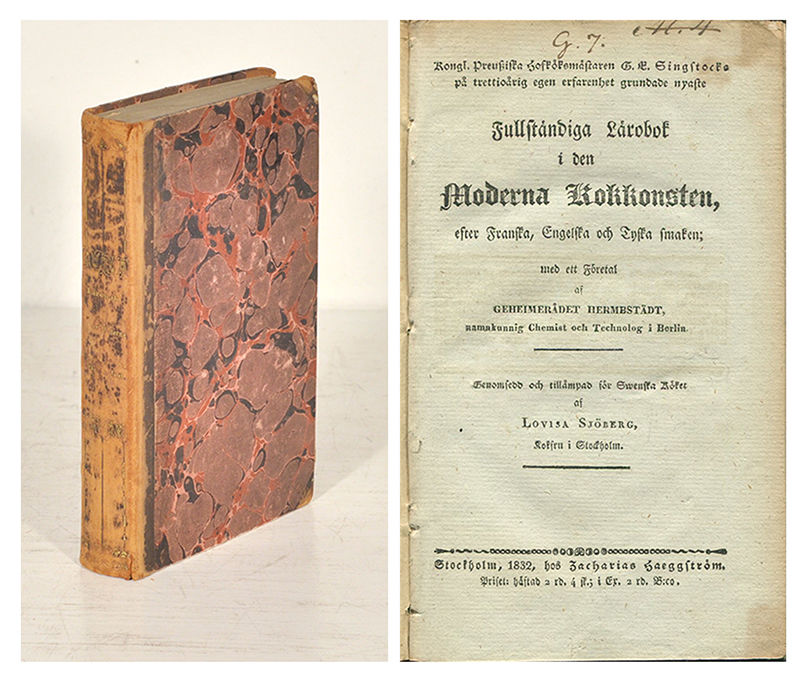 G. 7.
Kongl. Preußiska Hofköksmästaren G. E. Singstocks
på trettioårig egen erfarenhet grundade nyaste
Fullständiga Lärobok
i den
Moderna Kokkonsten,
efter Franska, Engelska och Tyska smaken;
med ett Företal
af
GEHEIMERÅDET HERMBSTÄDT,
namnkunnig Chemist och Technolog i Berlin.
Genomsedd och tillämpad för Swenska Köket
af
LOVISA SJÖBERG,
Kokfru i Stockholm.
Stockholm, 1832, hos Zacharias Haeggström.
Priset: häftad 2 rd. 4 sk.; i Ex. 2 rd. B:co.